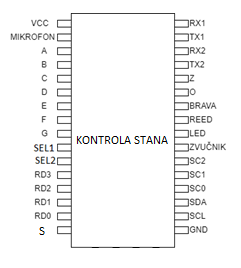 VCC
MIKROFON
A
B
C
D
E
F
G
SEL1
SEL2
RD3
RD2
RD1
RD0
S
KONTROLA STANA
RX1
TX1
RX2
TX2
Z
O
BRAVA
REED
LED
ZVUČNIK
SC2
SC1
SC0
SDA
SCL
GND